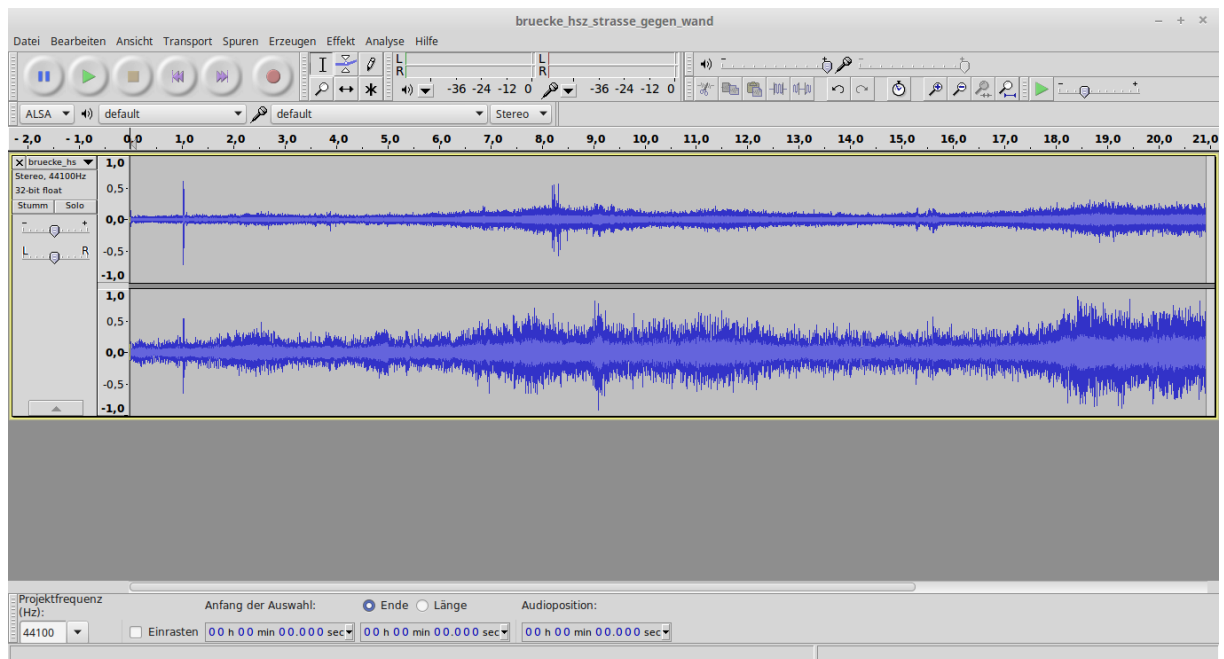 bruecke_hsz_strasse_gegen_wand
Datei Bearbeiten Ansicht Transport Spuren Erzeugen Effekt Analyse Hilfe
L
R
-36 -24 -12 0
L
R
-36 -24 -12 0
ALSA default default Stereo
- 2,0 - 1,0 0,0 1,0 2,0 3,0 4,0 5,0 6,0 7,0 8,0 9,0 10,0 11,0 12,0 13,0 14,0 15,0 16,0 17,0 18,0 19,0 20,0 21,0
X bruecke_hs
Stereo, 44100Hz
32-bit float
Stumm Solo
- +
L R
1,0
0,5-
0,0-
-0,5-
-1,0
1,0
0,5-
0,0-
-0,5-
-1,0
Projektfrequenz
(Hz):
Anfang der Auswahl: Ende Länge Audioposition:
44100 Einrasten 00 h 00 min 00.000 sec 00 h 00 min 00.000 sec 00 h 00 min 00.000 sec